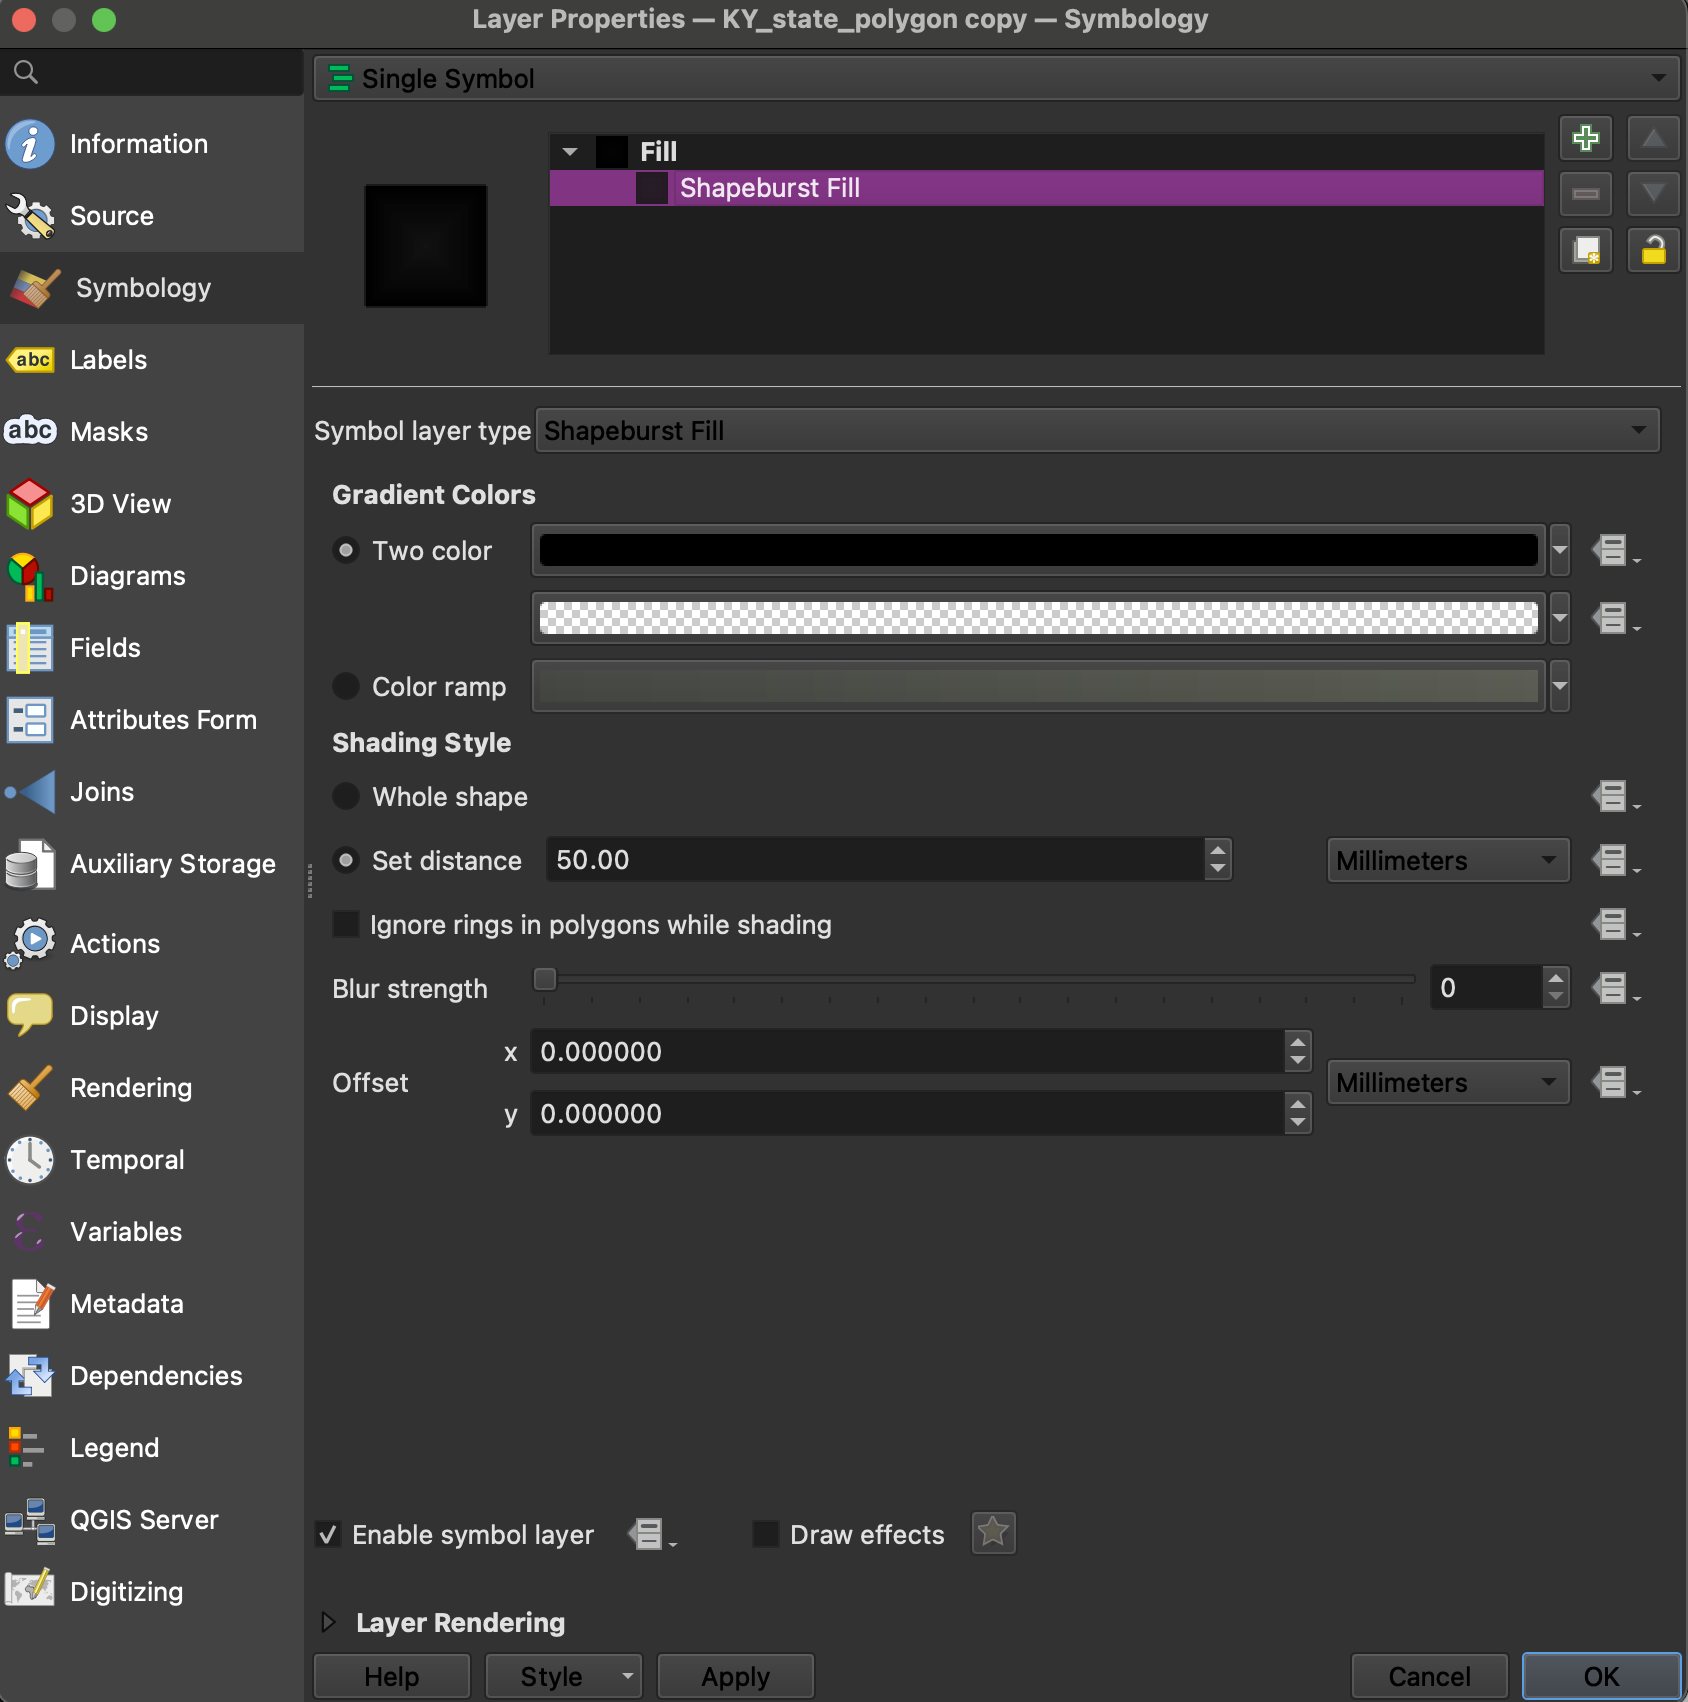 Layer Properties — KY_state_polygon copy — Symbology
Single Symbol
Information
Source
Symbology
abc Labels
abc Masks
3D View
Diagrams
Fields
Attributes Form
Joins
Auxiliary Storage
Actions
Display
Rendering
Temporal
Variables
Metadata
Dependencies
Legend
QGIS Server
Digitizing
Fill
Shapeburst Fill
Symbol layer type Shapeburst Fill
Gradient Colors
Two color
Color ramp
Shading Style
Whole shape
Set distance 50.00 Millimeters
Ignore rings in polygons while shading
Blur strength 0
Offset
x 0.000000
y 0.000000
Millimeters
Enable symbol layer Draw effects
Layer Rendering
Help Style Apply Cancel OK